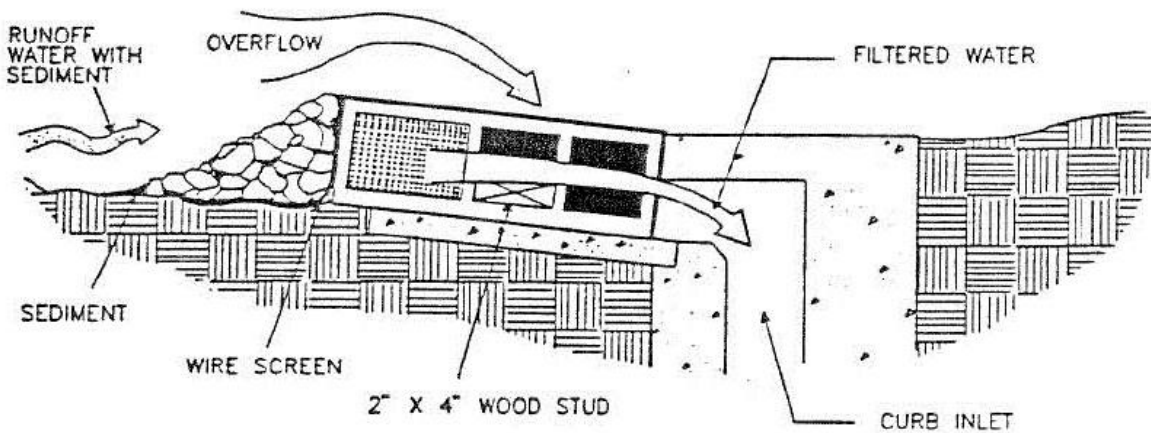 RUNOFF
WATER WITH
SEDIMENT
OVERFLOW
FILTERED WATER
SEDIMENT
WIRE SCREEN
2" X 4" WOOD STUD
CURB INLET